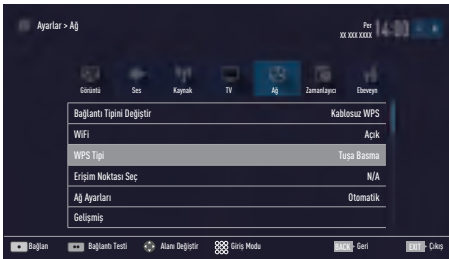 Ayarlar > Ağ
Per
XX XXX XXXX 14:00
Görüntü Ses Kaynak TV Ağ Zamanlayıcı Ebeveyn
Bağlantı Tipini Değiştir Kablosuz WPS
WiFi Açık
WPS Tipi Tuşa Basma
Erişim Noktası Seç N/A
Ağ Ayarları Otomatik
Gelişmiş
Bağlan Bağlantı Testi Alanı Değiştir Giriş Modu BACK - Geri EXIT - Çıkış